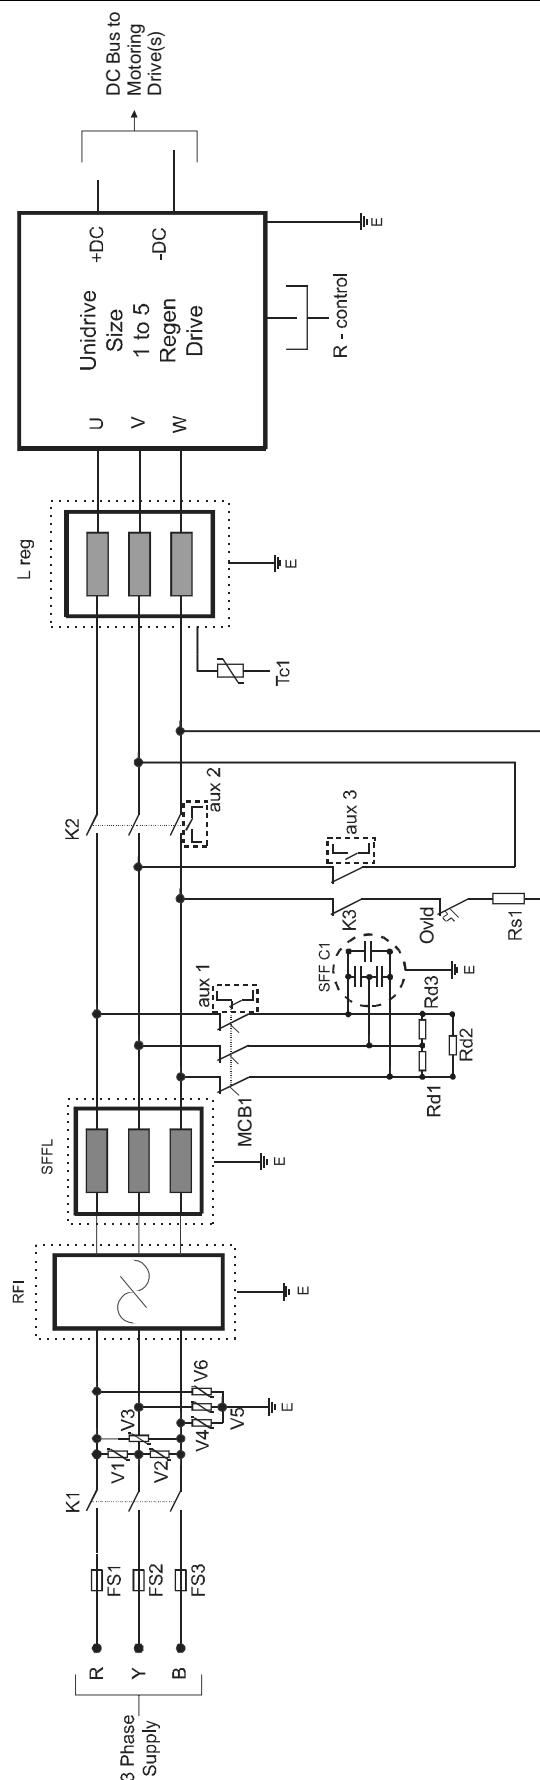 DC Bus to
Motoring
Drive(s)
+DC
-DC
Unidrive
Size
1 to 5
Regen
Drive
U
V
W
E
R - control
L reg
E
Tc1
K2
aux 2
aux 3
K3
Ovld
Rs1
SFF C1
E
aux 1
MCB1
Rd3
Rd2
Rd1
SFFL
E
RFI
E
V6
V5
V4
V3
E
V1
V2
K1
FS1
FS2
FS3
R
Y
B
3 Phase
Supply